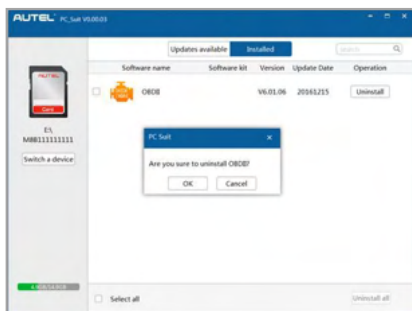 AUTEL PC_Suit V0.00.03
Updates available Installed search
Software name Software kit Version Update Date Operation
OBDII V6.01.06 20161215 Uninstall
E:\
M8B111111111
Switch a device
PC Suit
Are you sure to uninstall OBDII?
OK Cancel
Select all Uninstall all